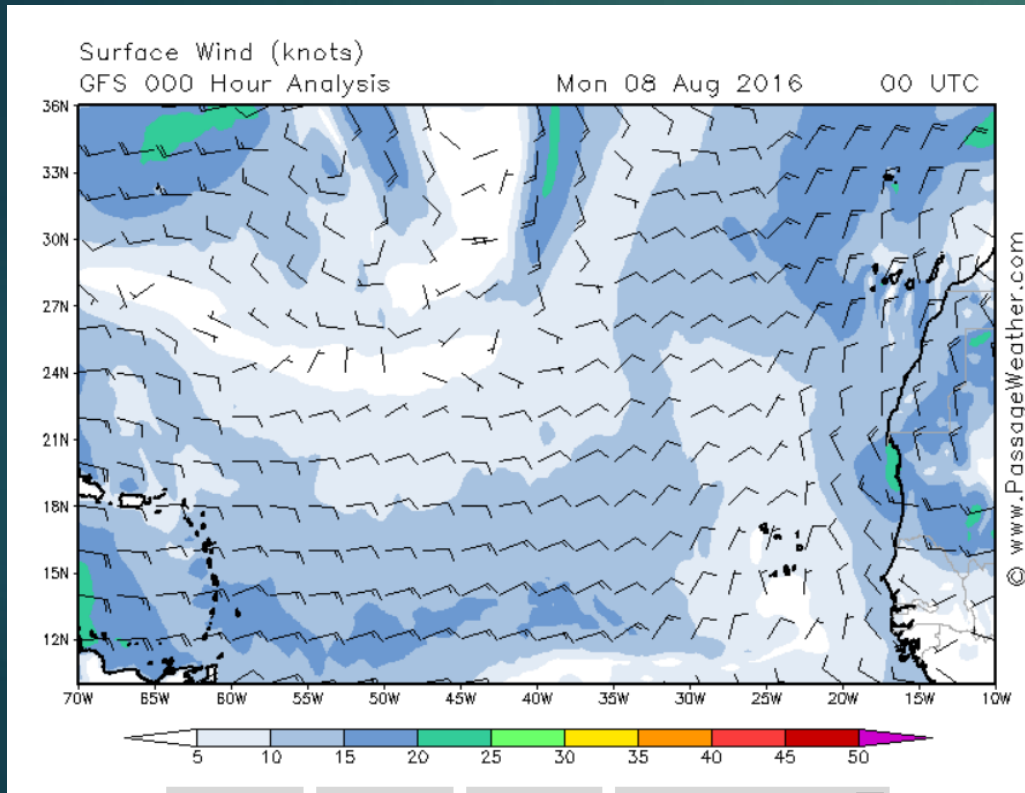 Surface Wind (knots)
GFS 000 Hour Analysis Mon 08 Aug 2016 00 UTC
36N
33N
30N
27N
24N
21N
18N
15N
12N
70W 65W 60W 55W 50W 45W 40W 35W 30W 25W 20W 15W 10W
5 10 15 20 25 30 35 40 45 50
© www.PassageWeather.com